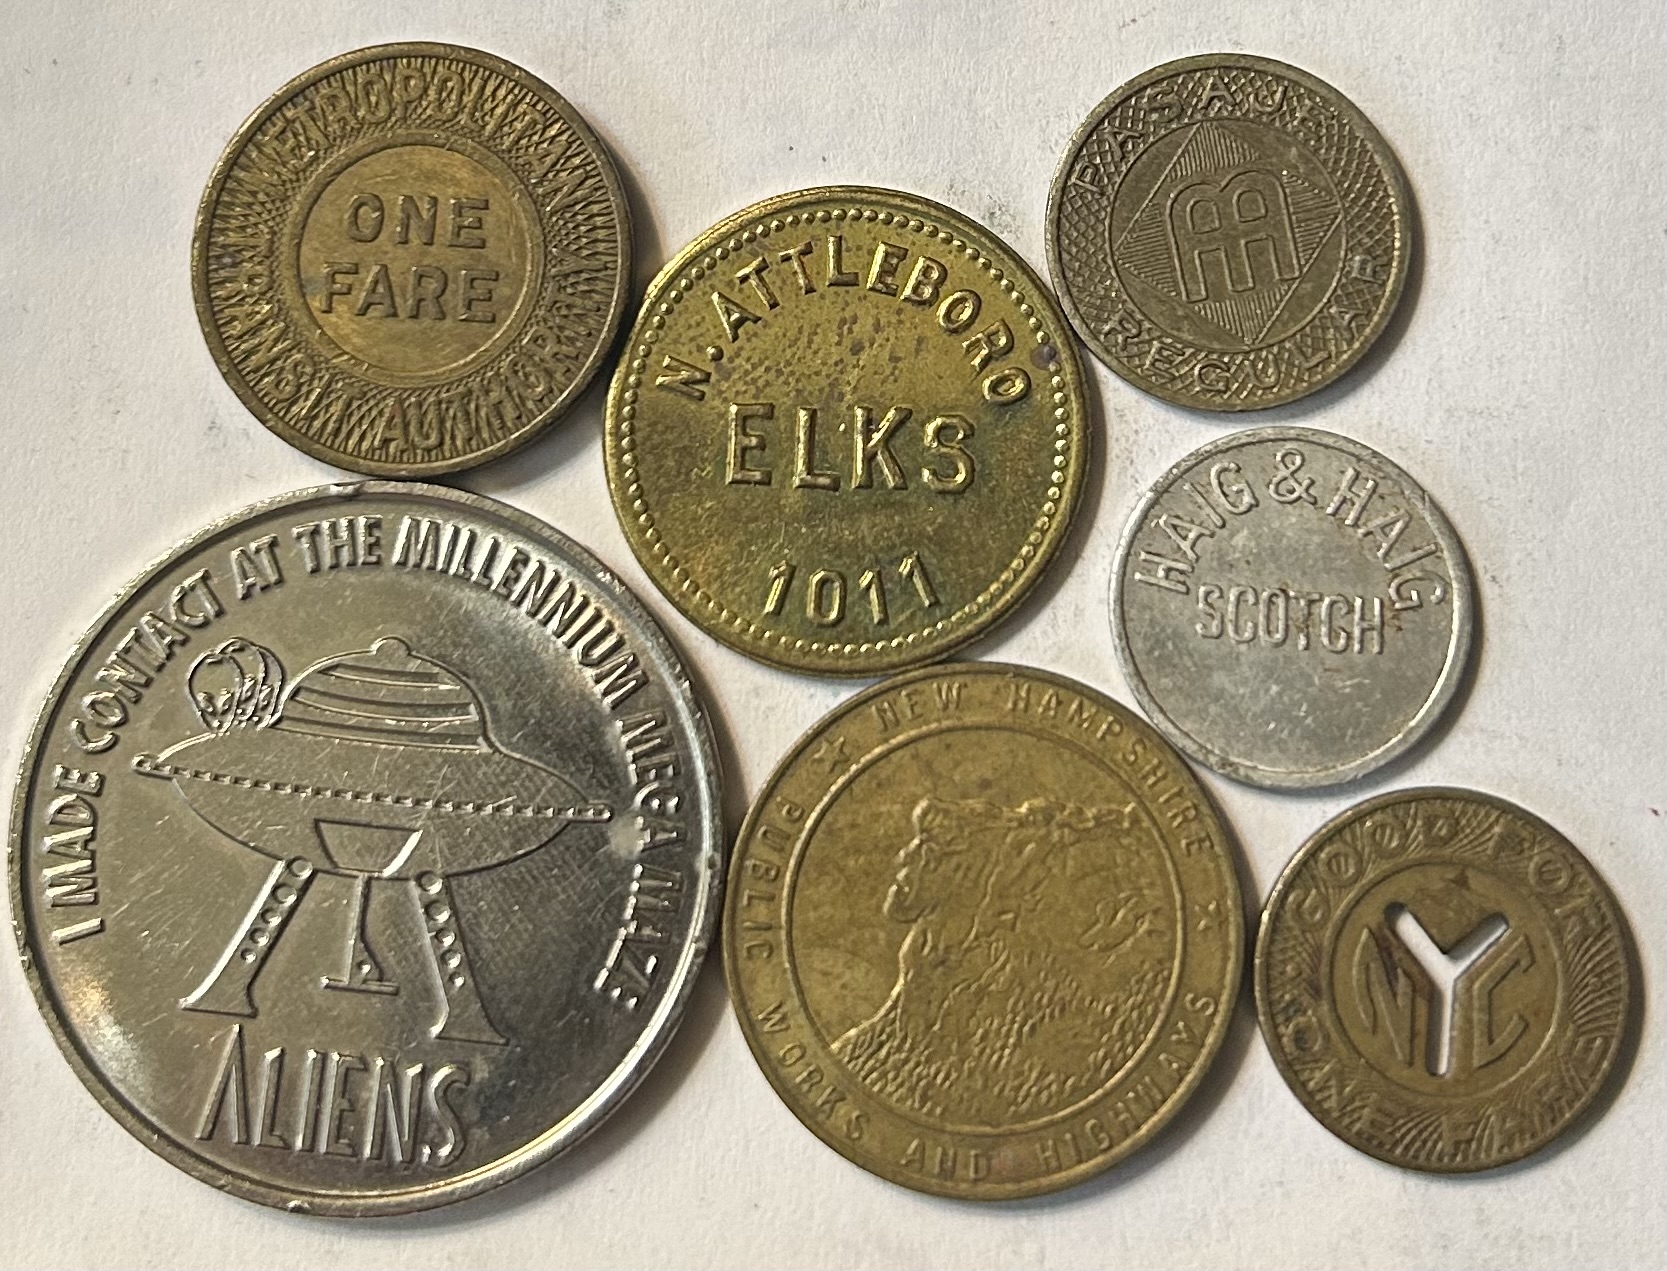 METROPOLITAN
TRANSIT AUTHORITY
ONE
FARE
N. ATTLEBORO
ELKS
1011
PASAJE
REGULAR
HAIG & HAIG
SCOTCH
I MADE CONTACT AT THE MILLENNIUM MEGA MAZE
ALIENS
NEW HAMPSHIRE
PUBLIC WORKS AND HIGHWAYS
GOOD FOR
ONE FARE
NYC